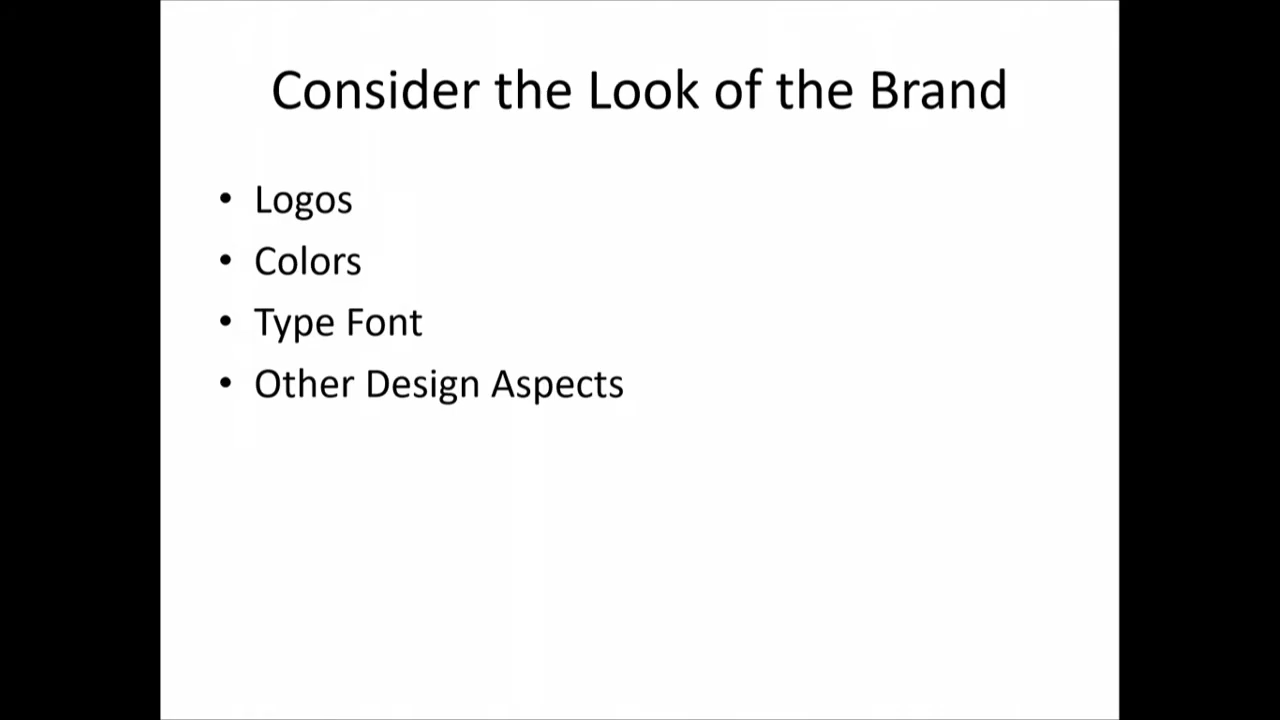 Consider the Look of the Brand
• Logos
• Colors
• Type Font
• Other Design Aspects